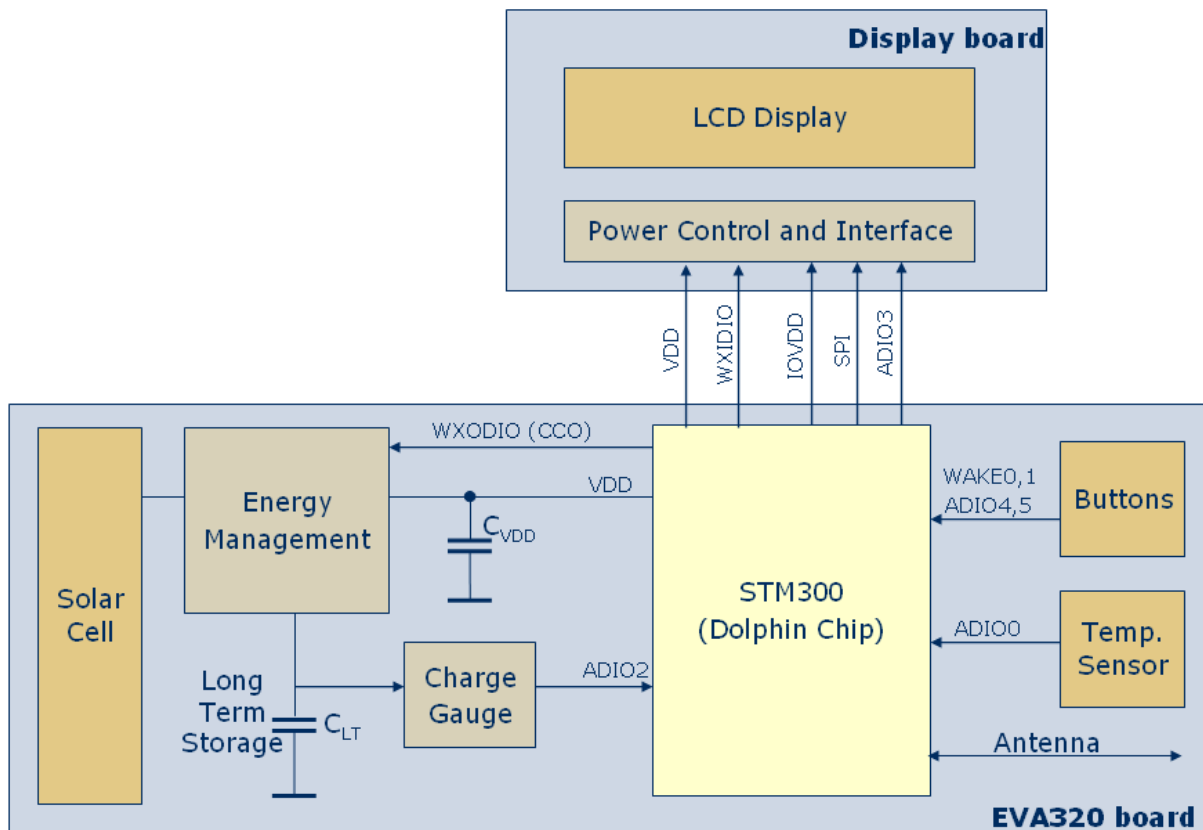 Display board
LCD Display
Power Control and Interface
VDD
WXIDIO
IOVDD
SPI
ADIO3
WXODIO (CCO)
VDD
Energy
Management
C_VDD
Solar
Cell
Long
Term
Storage
C_LT
Charge
Gauge
ADIO2
STM300
(Dolphin Chip)
WAKE0,1
ADIO4,5
Buttons
ADIO0
Temp.
Sensor
Antenna
EVA320 board